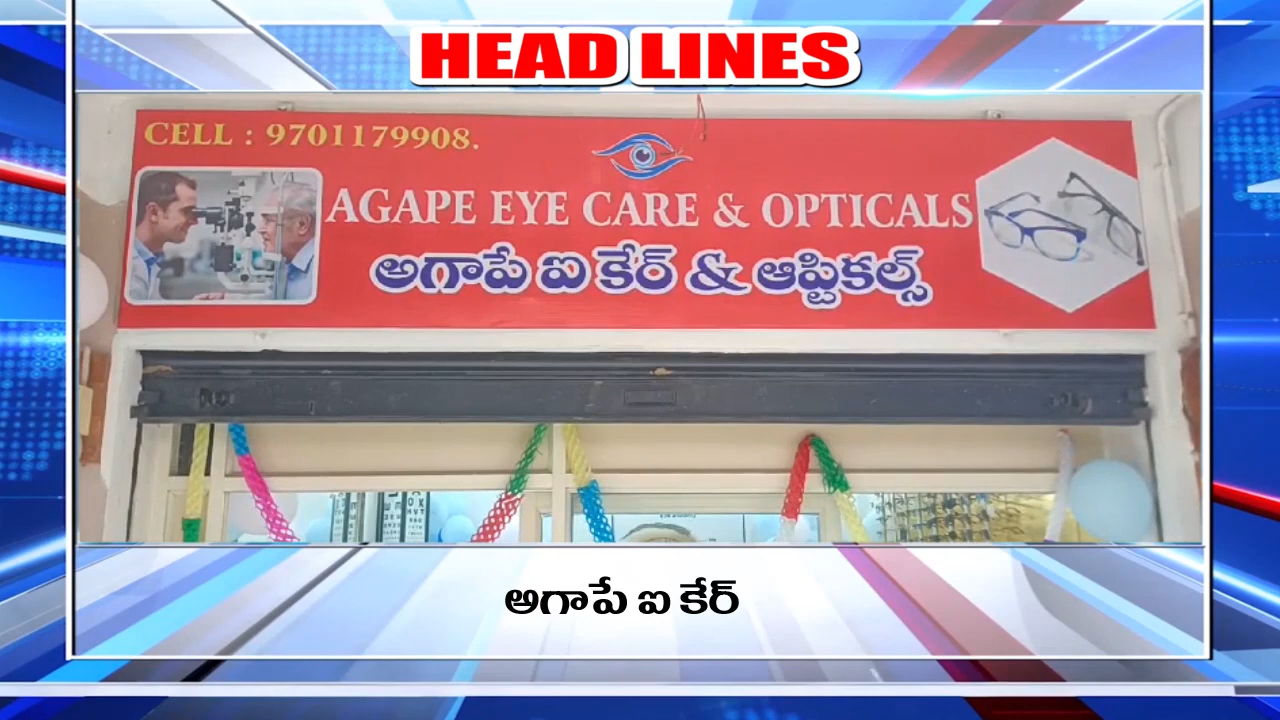 HEAD LINES
CELL : 9701179908.
AGAPE EYE CARE & OPTICALS
అగాపే ఐ కేర్ & ఆప్టికల్స్
అగాపే ఐ కేర్